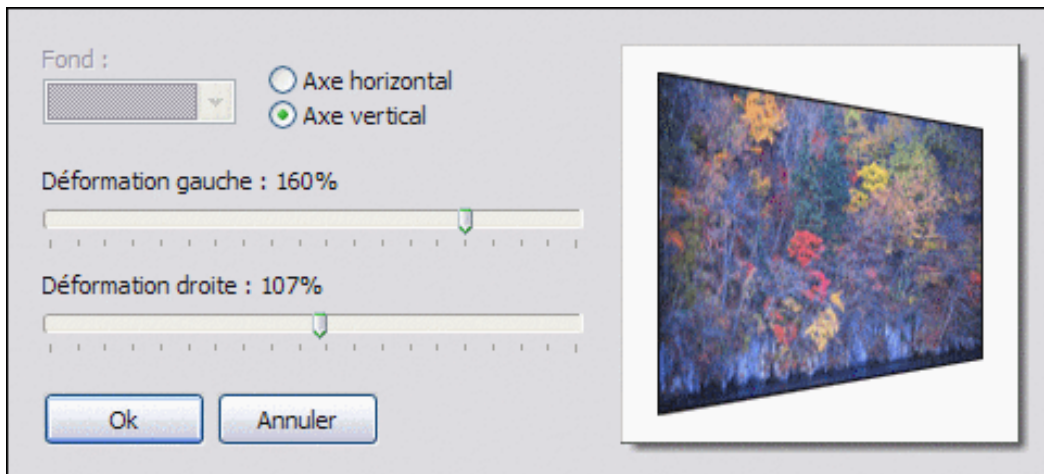 Fond :
Axe horizontal
Axe vertical
Déformation gauche : 160%
Déformation droite : 107%
Ok
Annuler